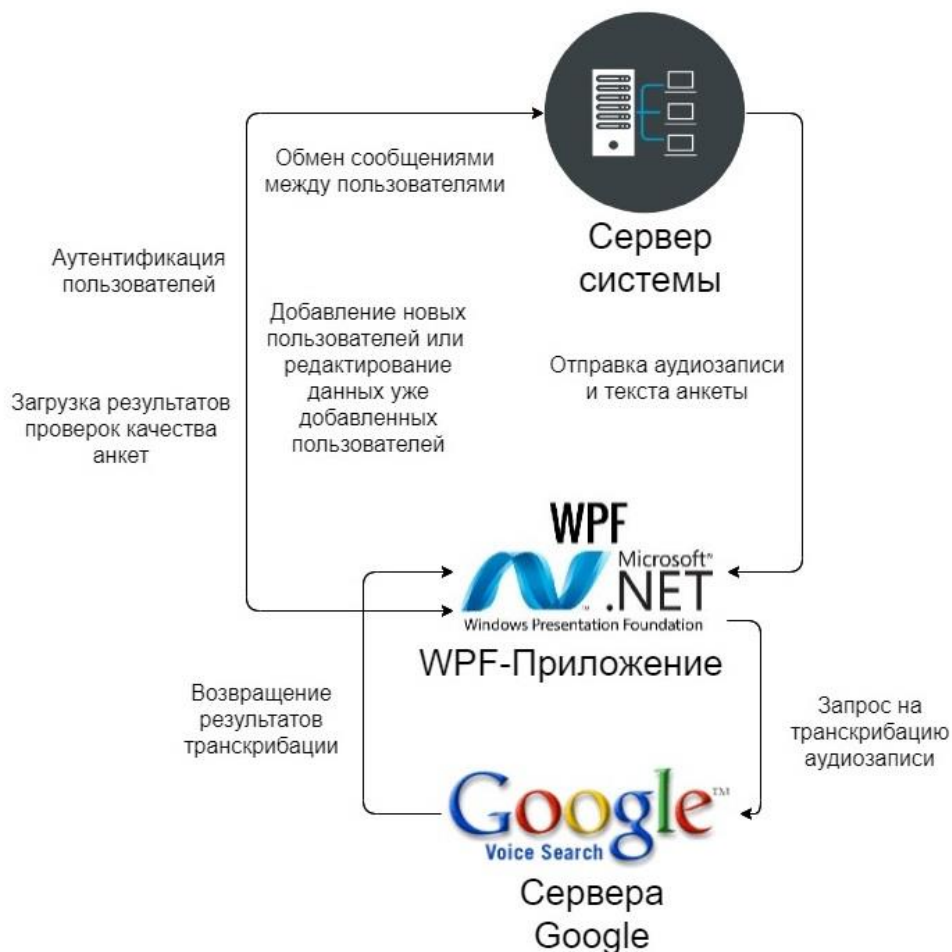 Обмен сообщениями
между пользователями
Сервер
системы
Аутентификация
пользователей
Добавление новых
пользователей или
редактирование
данных уже
добавленных
пользователей
Отправка аудиозаписи
и текста анкеты
Загрузка результатов
проверок качества
анкет
WPF
Microsoft®
.NET
Windows Presentation Foundation
WPF-Приложение
Возвращение
результатов
транскрибации
Запрос на
транскрибацию
аудиозаписи
Google™
Voice Search
Сервера
Google